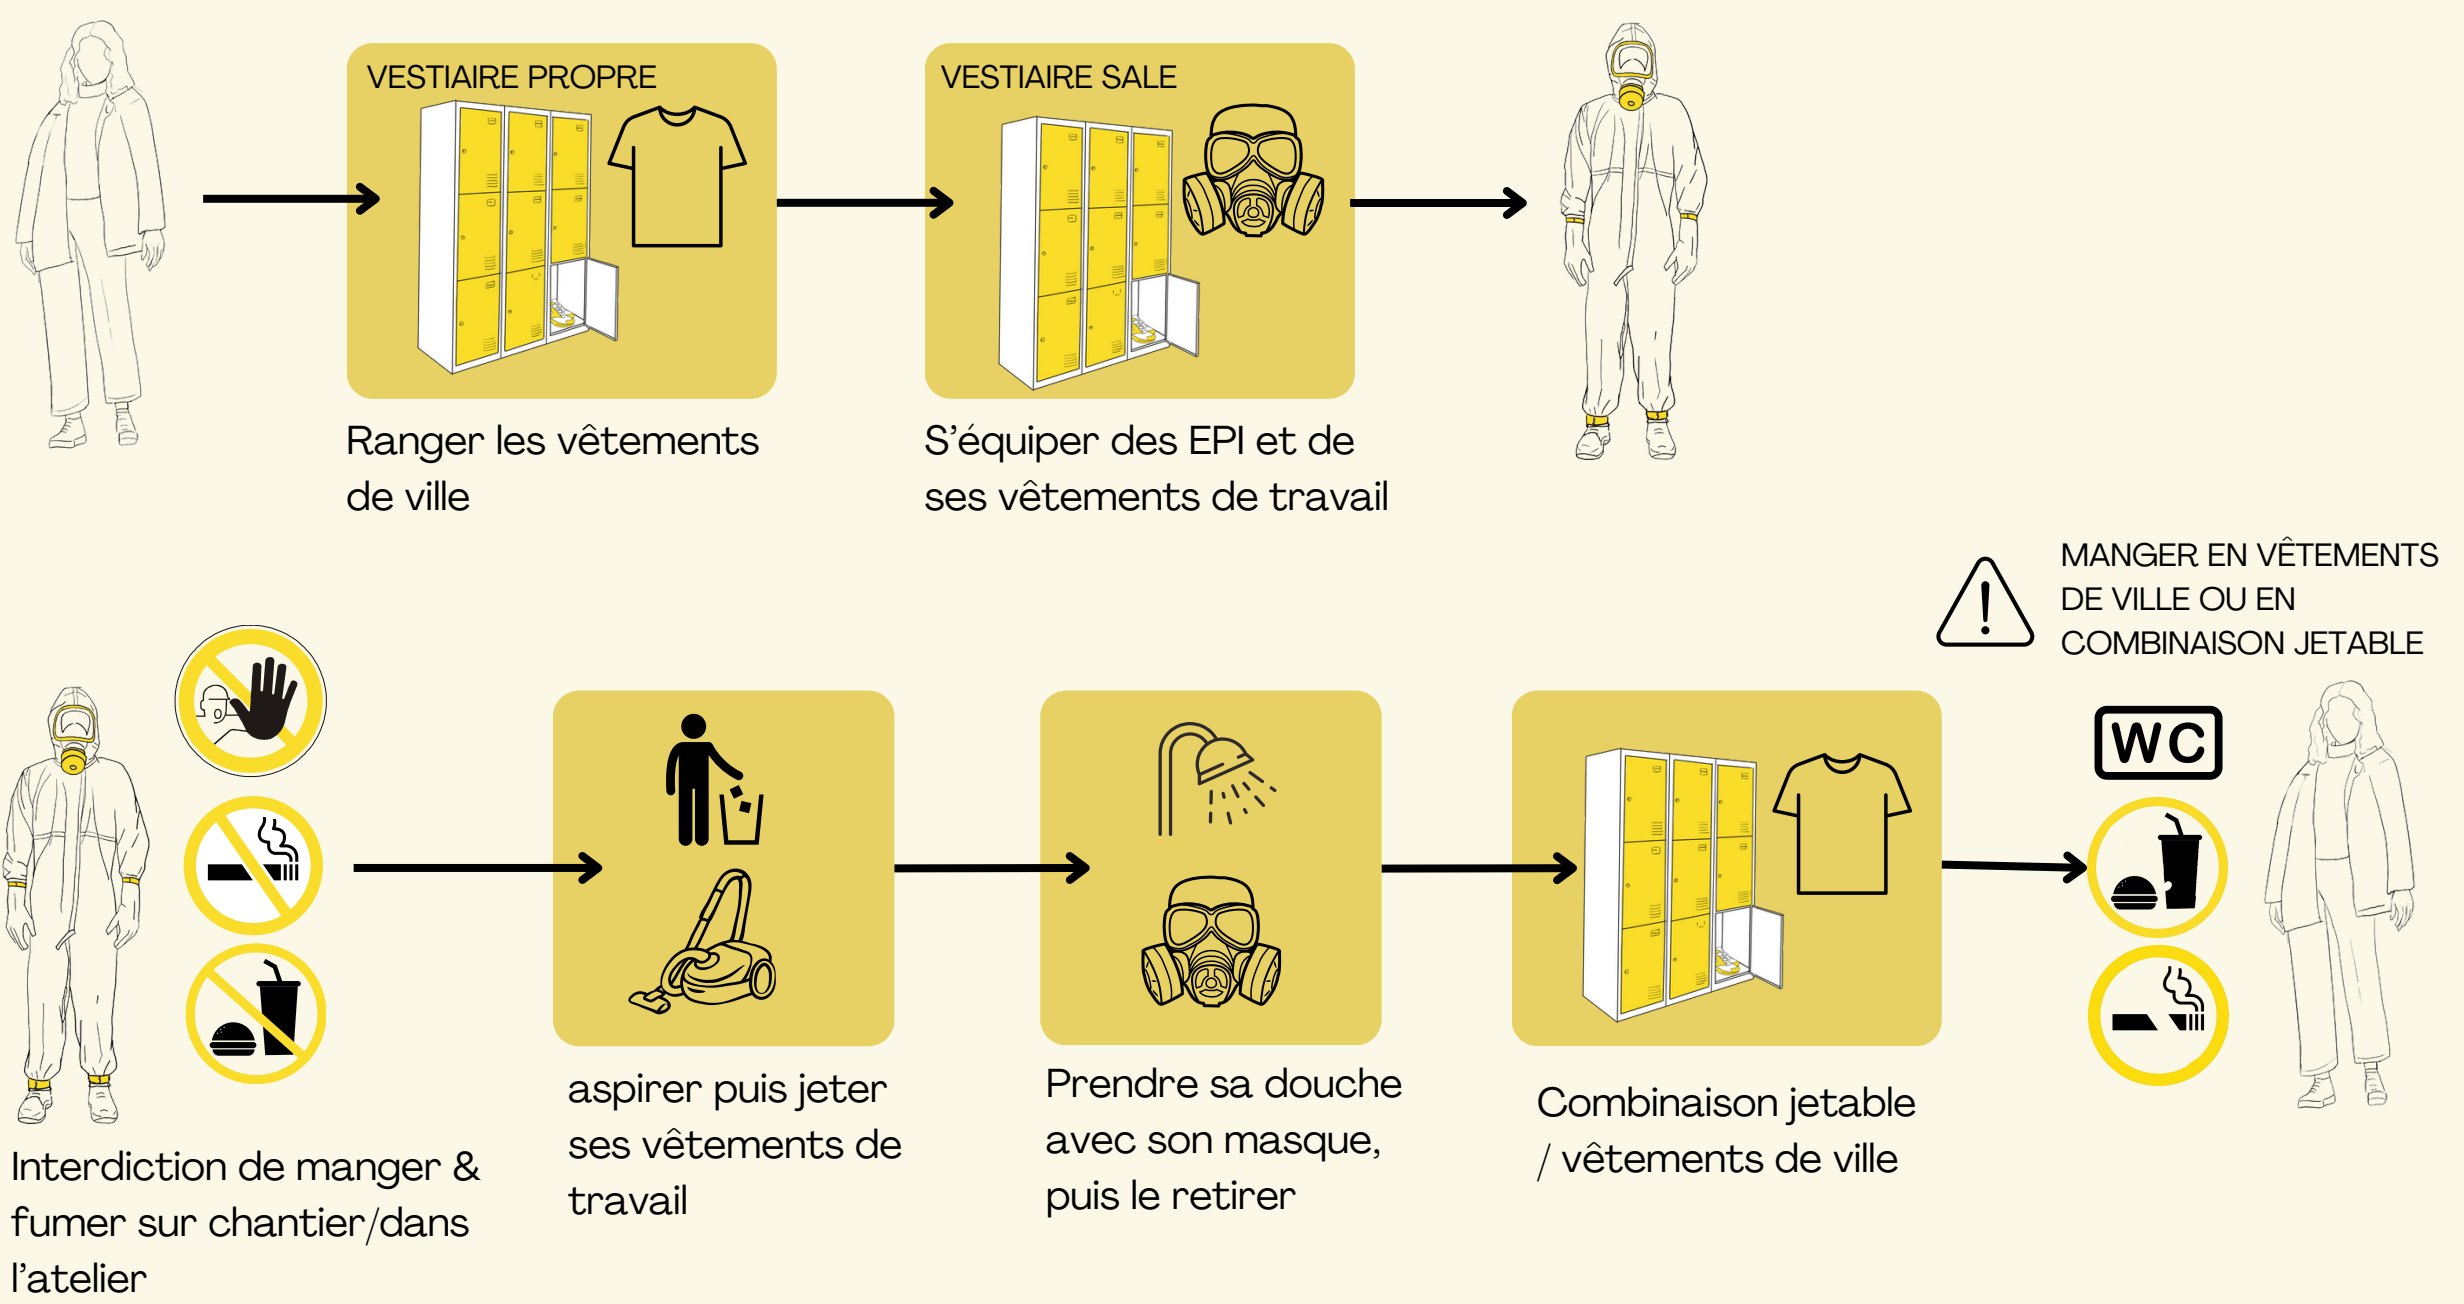 VESTIAIRE PROPRE
VESTIAIRE SALE
Ranger les vêtements
de ville
S'équiper des EPI et de
ses vêtements de travail
MANGER EN VÊTEMENTS
DE VILLE OU EN
COMBINAISON JETABLE
WC
Interdiction de manger &
fumer sur chantier/dans
l'atelier
aspirer puis jeter
ses vêtements de
travail
Prendre sa douche
avec son masque,
puis le retirer
Combinaison jetable
/ vêtements de ville